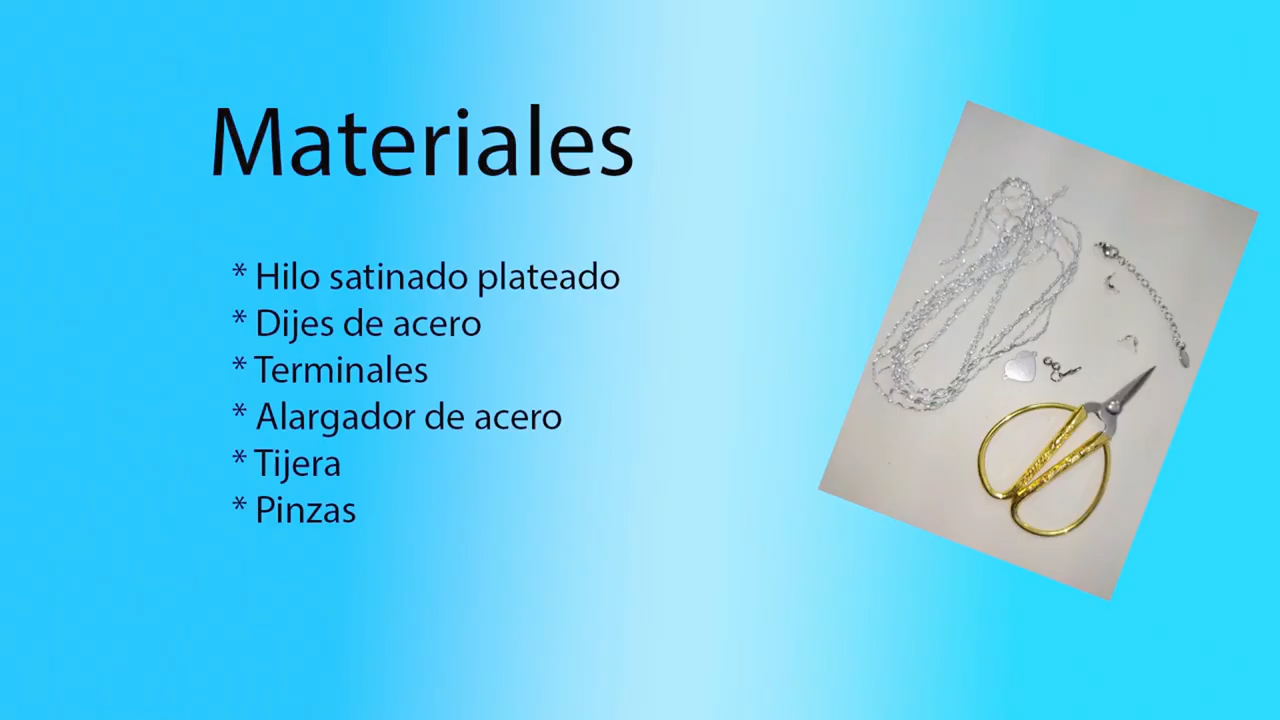 Materiales
* Hilo satinado plateado
* Dijes de acero
* Terminales
* Alargador de acero
* Tijera
* Pinzas